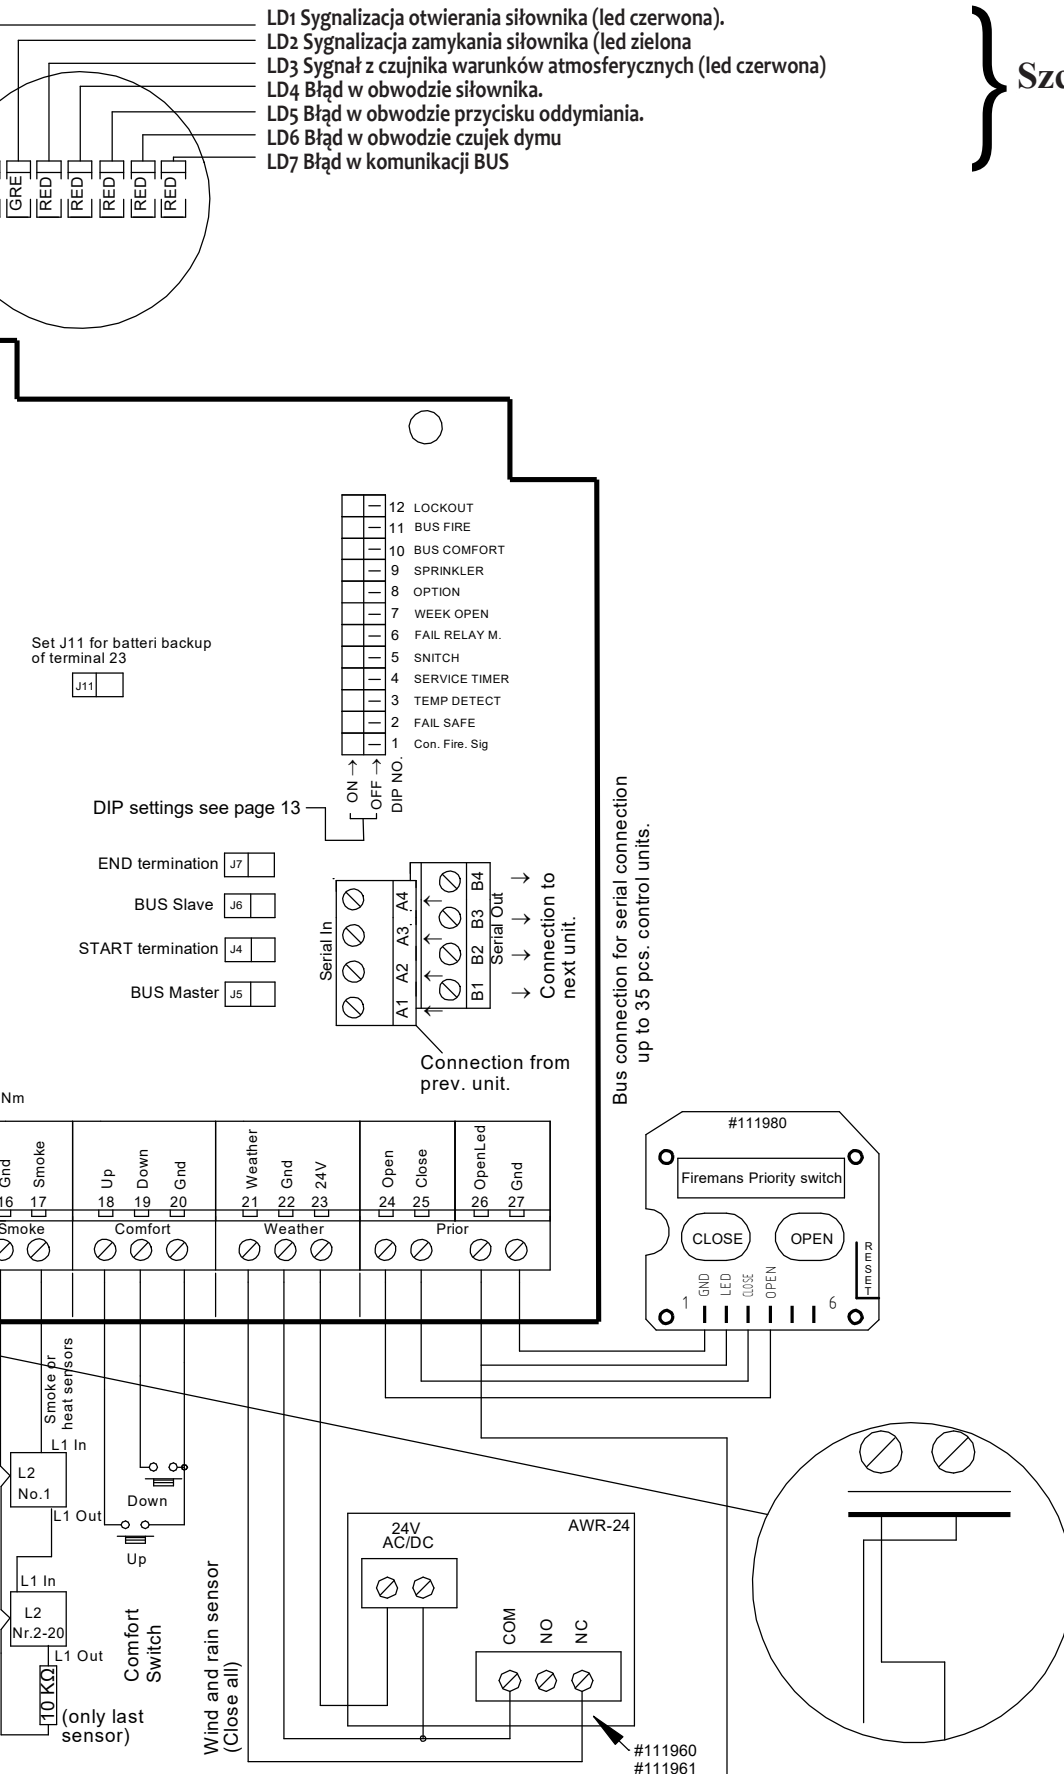 LD1 Sygnalizacja otwierania siłownika (led czerwona).
LD2 Sygnalizacja zamykania siłownika (led zielona
LD3 Sygnał z czujnika warunków atmosferycznych (led czerwona)
LD4 Błąd w obwodzie siłownika.
LD5 Błąd w obwodzie przycisku oddymiania.
LD6 Błąd w obwodzie czujek dymu
LD7 Błąd w komunikacji BUS
GRE
RED
RED
RED
RED
RED
12 LOCKOUT
11 BUS FIRE
10 BUS COMFORT
9 SPRINKLER
8 OPTION
7 WEEK OPEN
6 FAIL RELAY M.
5 SNITCH
4 SERVICE TIMER
3 TEMP DETECT
2 FAIL SAFE
1 Con. Fire. Sig
ON →
OFF →
DIP NO.
Set J11 for batteri backup
of terminal 23
J11
DIP settings see page 13
END termination J7
BUS Slave J6
START termination J4
BUS Master J5
Serial In
A4
A3
A2
A1
B4
B3
B2
B1
Serial Out
Connection to
next unit.
Connection from
prev. unit.
Bus connection for serial connection
up to 35 pcs. control units.
Nm
Gnd
Smoke
Up
Down
Gnd
Weather
Gnd
24V
Open
Close
OpenLed
Gnd
16 17 18 19 20 21 22 23 24 25 26 27
Smoke Comfort Weather Prior
#111980
Firemans Priority switch
CLOSE OPEN
RESET
GND
LED
CLOSE
OPEN
1 6
Smoke or
heat sensors
L1 In
L2
No.1
L1 Out
L1 In
L2
Nr.2-20
L1 Out
10 KΩ
(only last
sensor)
Down
Up
Comfort
Switch
Wind and rain sensor
(Close all)
24V
AC/DC
AWR-24
COM
NO
NC
#111960
#111961